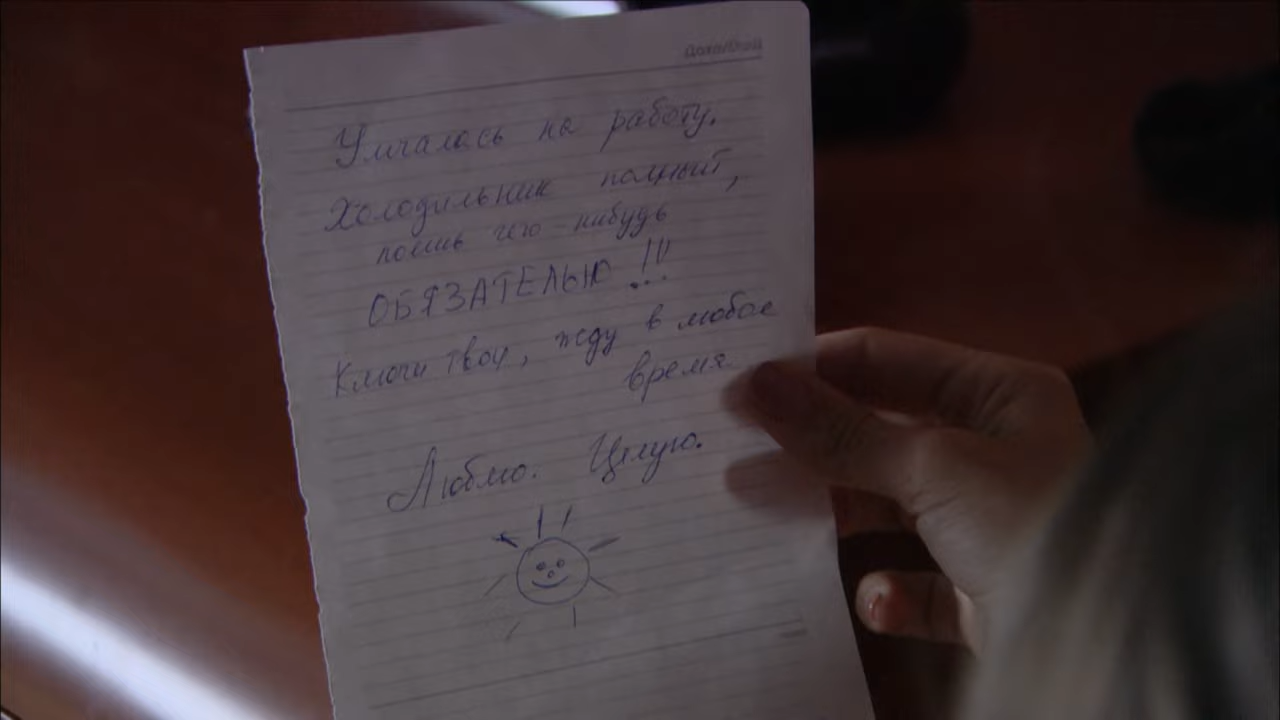 Умчалась на работу.
Холодильник полный,
поешь чего-нибудь
ОБЯЗАТЕЛЬНО!!!
Ключи твои, жду в любое
время.
Люблю. Целую.